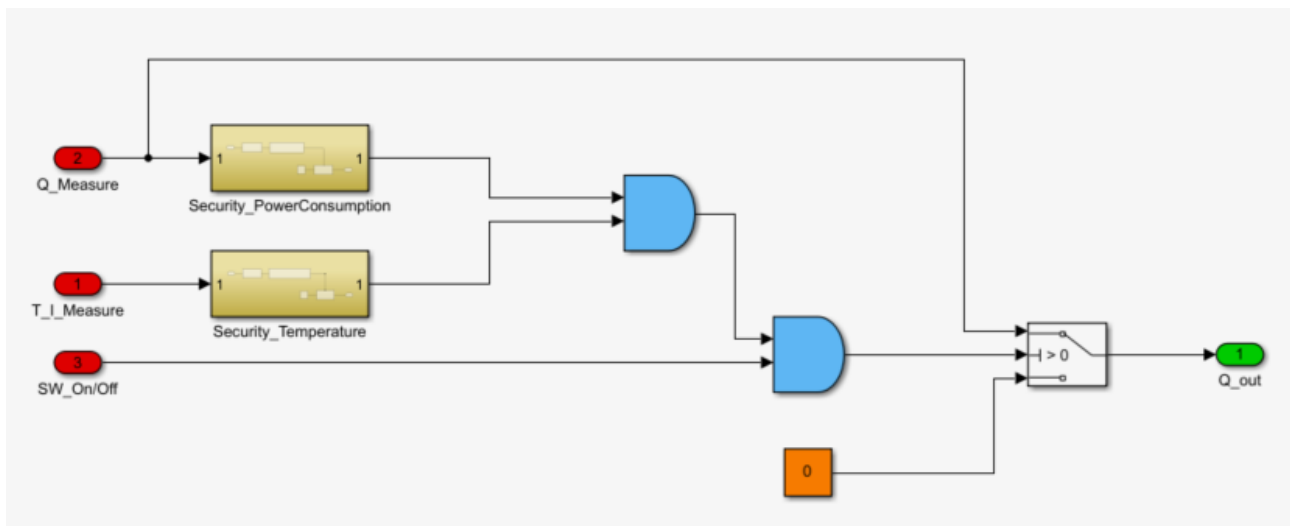 2
Q_Measure
1
1
Security_PowerConsumption
1
T_I_Measure
1
1
Security_Temperature
3
SW_On/Off
> 0
1
Q_out
0